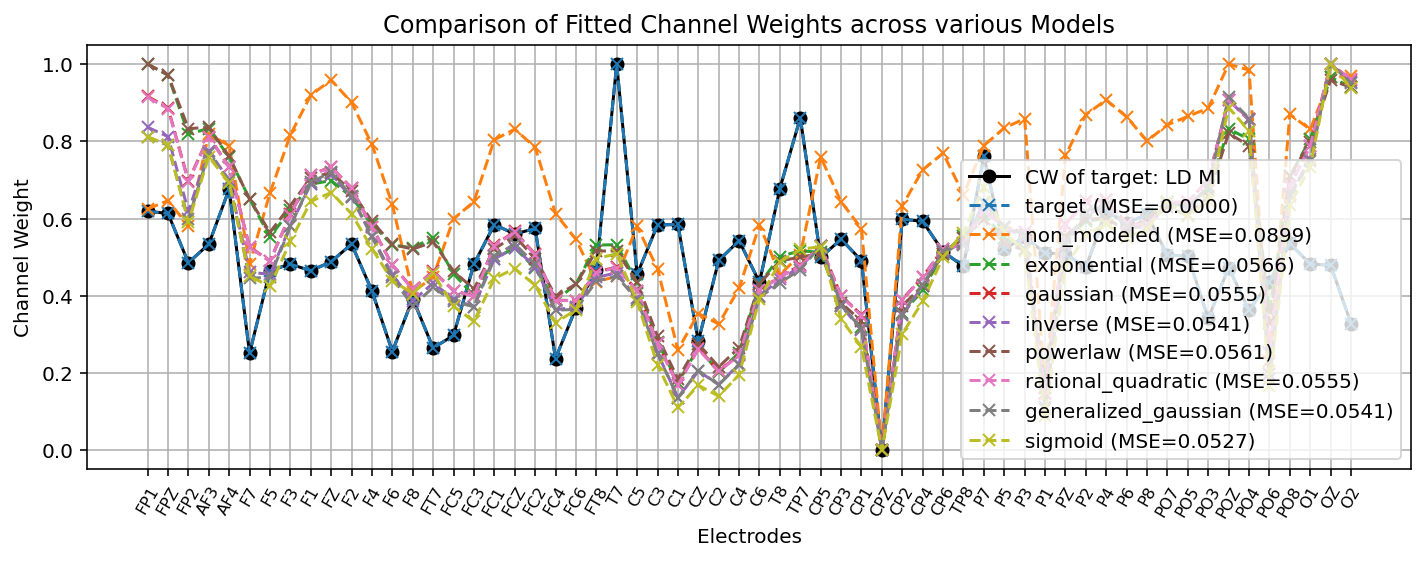 Comparison of Fitted Channel Weights across various Models
Channel Weight
1.0
0.8
0.6
0.4
0.2
0.0
CW of target: LD MI
target (MSE=0.0000)
non_modeled (MSE=0.0899)
exponential (MSE=0.0566)
gaussian (MSE=0.0555)
inverse (MSE=0.0541)
powerlaw (MSE=0.0561)
rational_quadratic (MSE=0.0555)
generalized_gaussian (MSE=0.0541)
sigmoid (MSE=0.0527)
FP1 FPZ FP2 AF3 AF4 F7 F5 F3 F1 FZ F2 F4 F6 F8 FT7 FC5 FC3 FC1 FCZ FC2 FC4 FC6 FT8 T7 C5 C3 C1 CZ C2 C4 C6 T8 TP7 CP5 CP3 CP1 CPZ CP2 CP4 CP6 TP8 P7 P5 P3 P1 PZ P2 P4 P6 P8 PO7 PO5 PO3 POZ PO4 PO6 PO8 O1 OZ O2
Electrodes